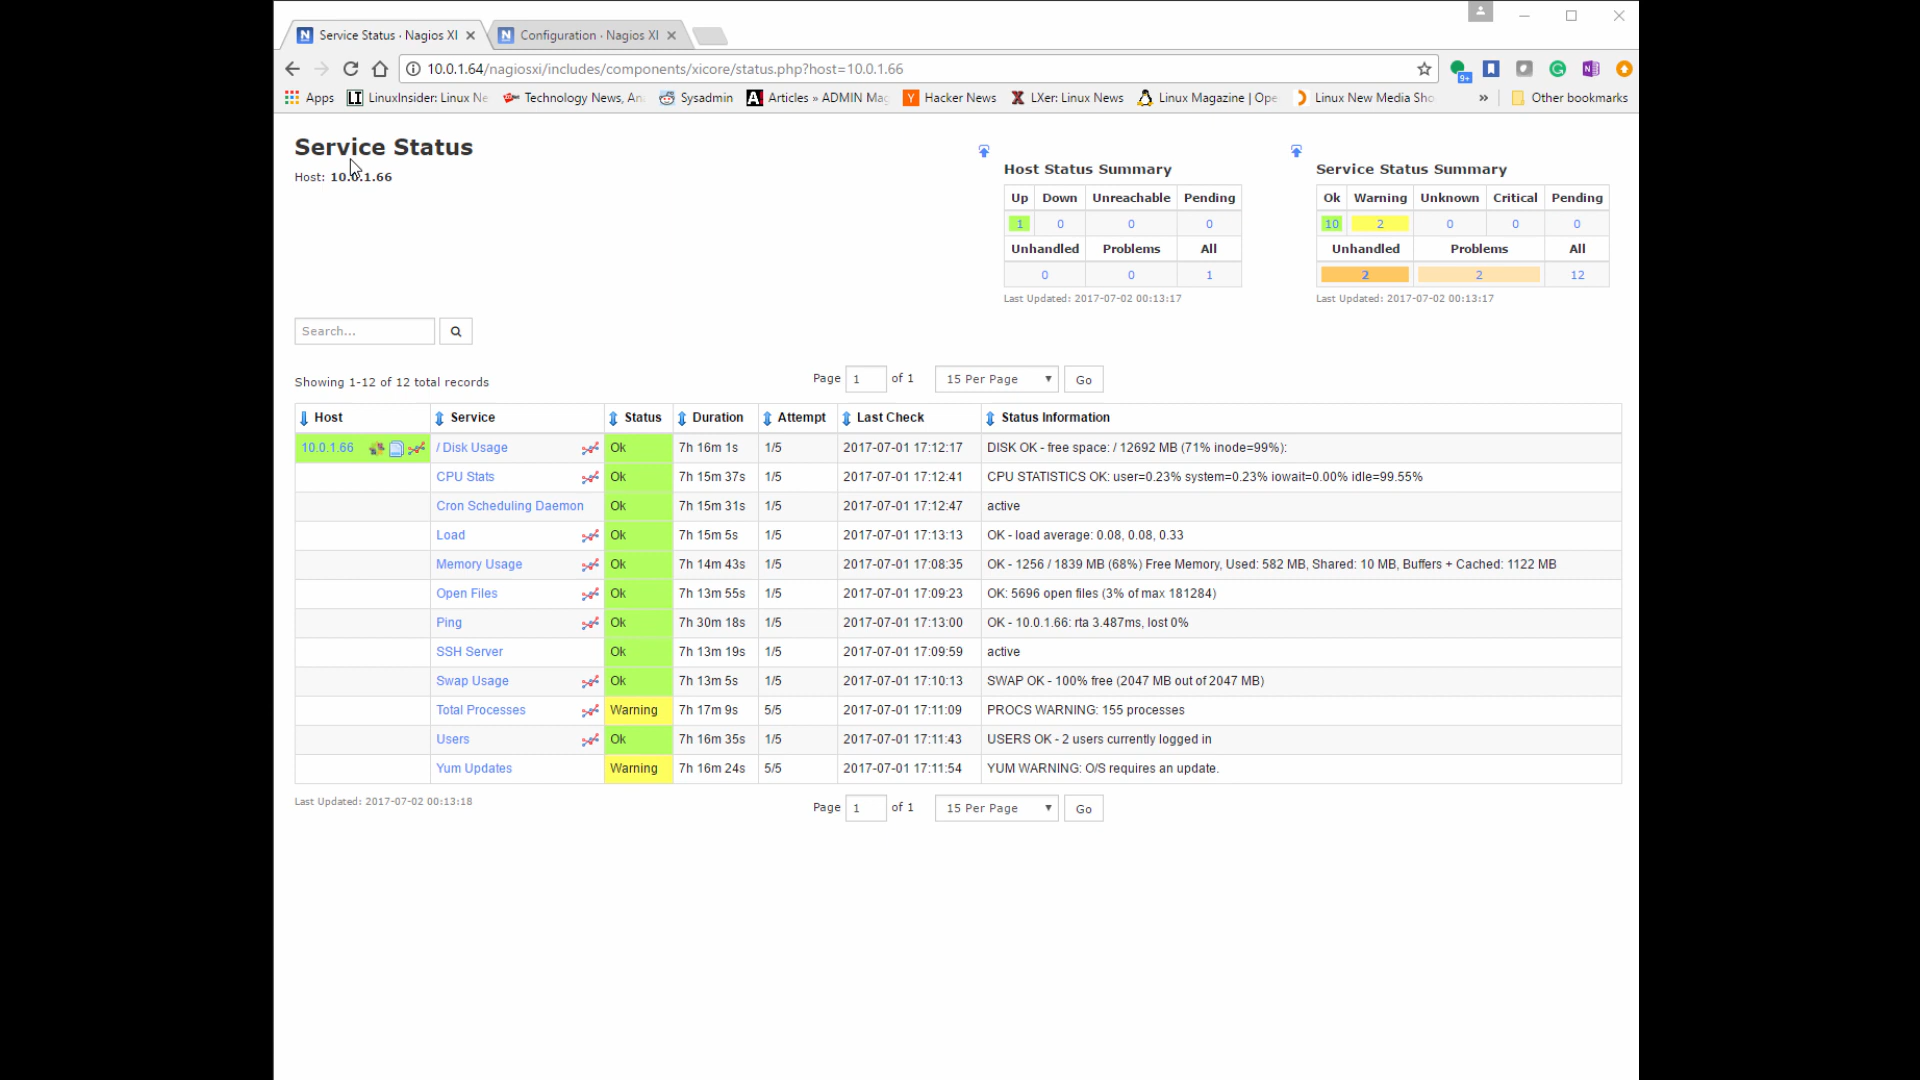 Service Status · Nagios XI
Configuration · Nagios XI
10.0.1.64/nagiosxi/includes/components/xicore/status.php?host=10.0.1.66
9+
Apps LinuxInsider: Linux Ne Technology News, An Sysadmin Articles » ADMIN Mag Hacker News LXer: Linux News Linux Magazine | Ope Linux New Media Sho » Other bookmarks
Service Status
Host: 10.0.1.66
Host Status Summary
Up Down Unreachable Pending
1 0 0 0
Unhandled Problems All
0 0 1
Last Updated: 2017-07-02 00:13:17
Service Status Summary
Ok Warning Unknown Critical Pending
10 2 0 0 0
Unhandled Problems All
2 2 12
Last Updated: 2017-07-02 00:13:17
Search...
Showing 1-12 of 12 total records
Page 1 of 1 15 Per Page Go
Host Service Status Duration Attempt Last Check Status Information
10.0.1.66 / Disk Usage Ok 7h 16m 1s 1/5 2017-07-01 17:12:17 DISK OK - free space: / 12692 MB (71% inode=99%):
CPU Stats Ok 7h 15m 37s 1/5 2017-07-01 17:12:41 CPU STATISTICS OK: user=0.23% system=0.23% iowait=0.00% idle=99.55%
Cron Scheduling Daemon Ok 7h 15m 31s 1/5 2017-07-01 17:12:47 active
Load Ok 7h 15m 5s 1/5 2017-07-01 17:13:13 OK - load average: 0.08, 0.08, 0.33
Memory Usage Ok 7h 14m 43s 1/5 2017-07-01 17:08:35 OK - 1256 / 1839 MB (68%) Free Memory, Used: 582 MB, Shared: 10 MB, Buffers + Cached: 1122 MB
Open Files Ok 7h 13m 55s 1/5 2017-07-01 17:09:23 OK: 5696 open files (3% of max 181284)
Ping Ok 7h 30m 18s 1/5 2017-07-01 17:13:00 OK - 10.0.1.66: rta 3.487ms, lost 0%
SSH Server Ok 7h 13m 19s 1/5 2017-07-01 17:09:59 active
Swap Usage Ok 7h 13m 5s 1/5 2017-07-01 17:10:13 SWAP OK - 100% free (2047 MB out of 2047 MB)
Total Processes Warning 7h 17m 9s 5/5 2017-07-01 17:11:09 PROCS WARNING: 155 processes
Users Ok 7h 16m 35s 1/5 2017-07-01 17:11:43 USERS OK - 2 users currently logged in
Yum Updates Warning 7h 16m 24s 5/5 2017-07-01 17:11:54 YUM WARNING: O/S requires an update.
Last Updated: 2017-07-02 00:13:18
Page 1 of 1 15 Per Page Go